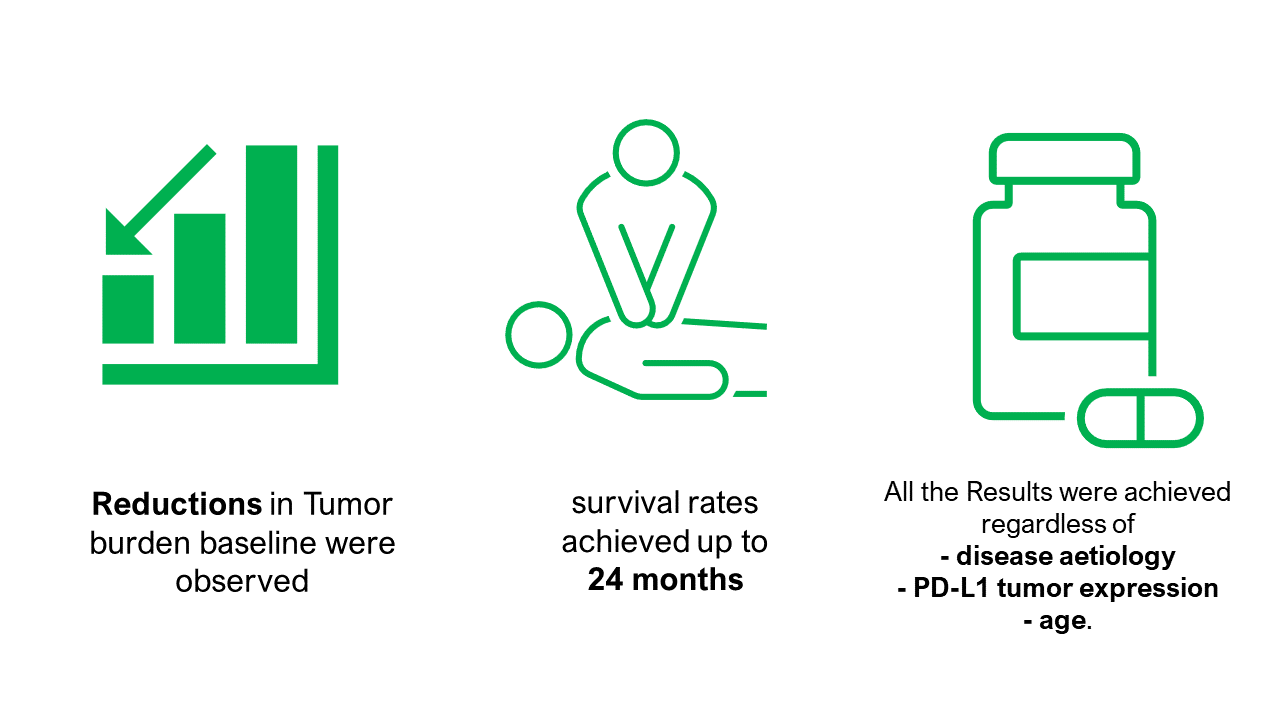 Reductions in Tumor
burden baseline were
observed
survival rates
achieved up to
24 months
All the Results were achieved
regardless of
- disease aetiology
- PD-L1 tumor expression
- age.